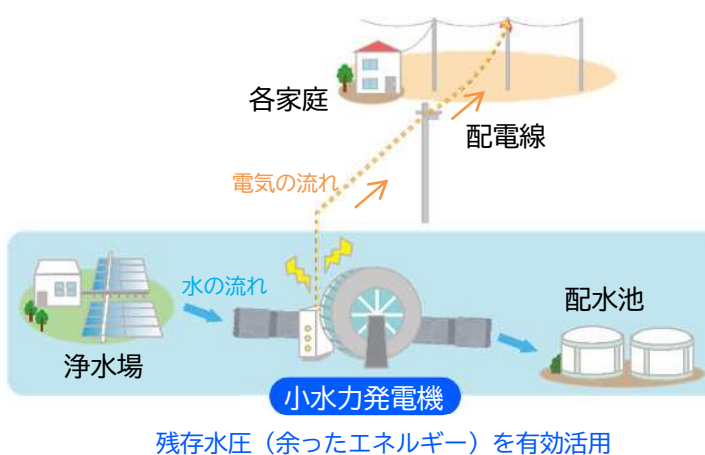 各家庭
配電線
電気の流れ
水の流れ
配水池
浄水場
小水力発電機
残存水圧（余ったエネルギー）を有効活用